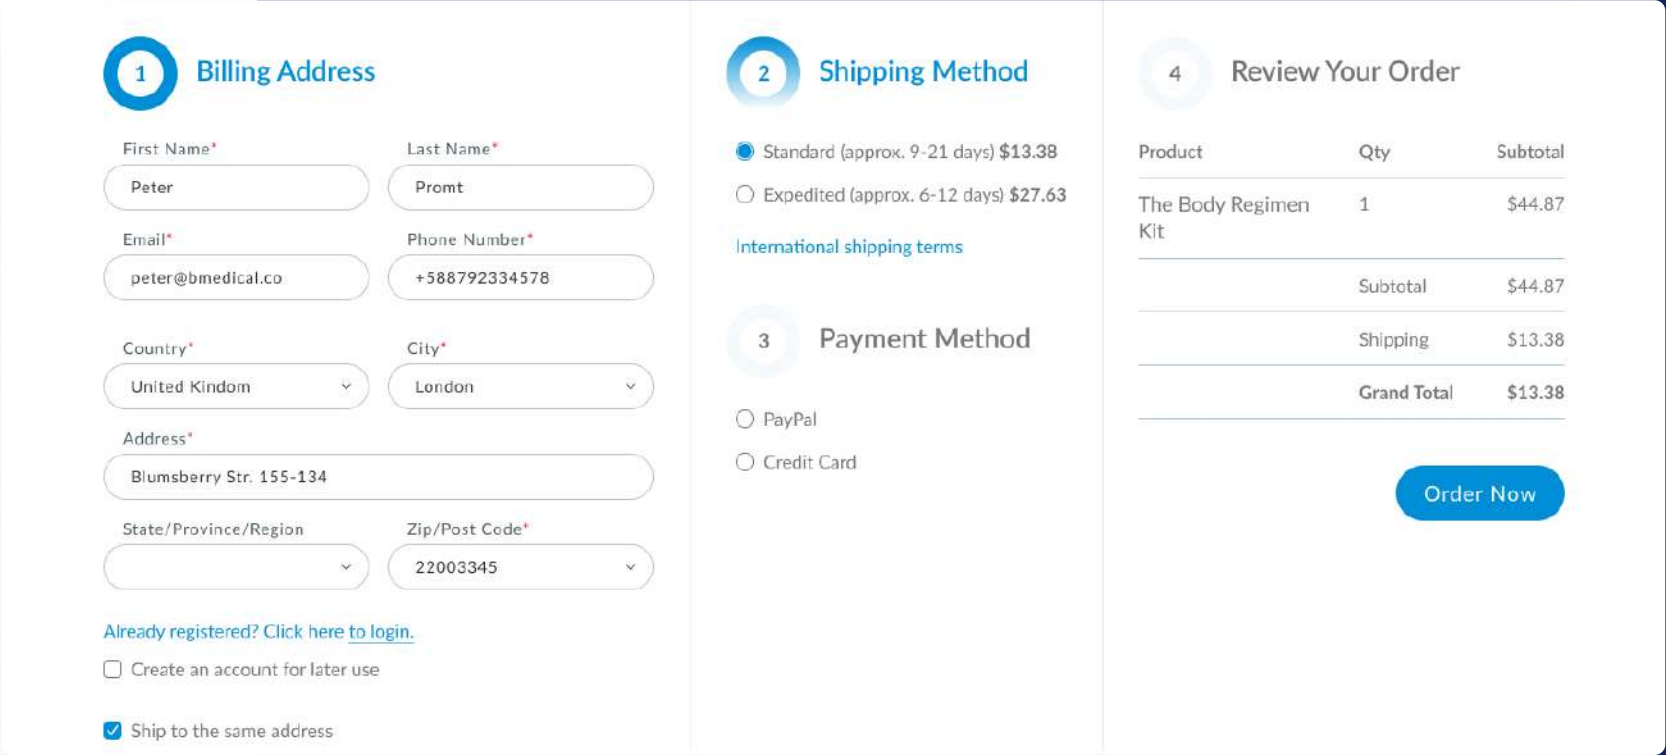 1 Billing Address
First Name*
Last Name*
Peter
Promt
Email*
Phone Number*
peter@bmedical.co
+588792334578
Country*
City*
United Kindom
London
Address*
Blumsberry Str. 155-134
State/Province/Region
Zip/Post Code*
22003345
Already registered? Click here to login.
Create an account for later use
Ship to the same address
2 Shipping Method
Standard (approx. 9-21 days) $13.38
Expedited (approx. 6-12 days) $27.63
International shipping terms
3 Payment Method
PayPal
Credit Card
4 Review Your Order
Product Qty Subtotal
The Body Regimen 1 $44.87
Kit
Subtotal $44.87
Shipping $13.38
Grand Total $13.38
Order Now